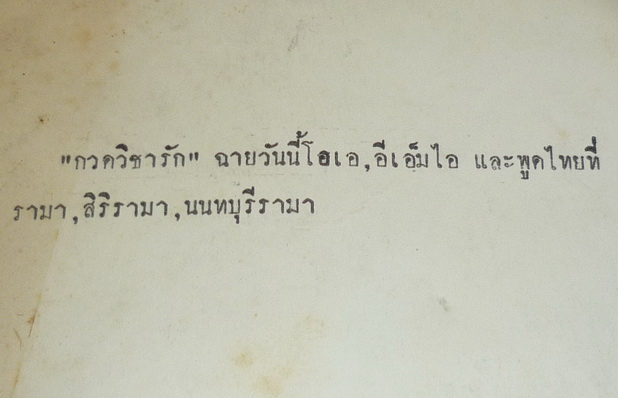 "กวดวิชารัก" ฉายวันนี้โอเอ,อีเอ็มไอ และพูดไทยที่
รามา,สิริรามา,นนทบุรีรามา